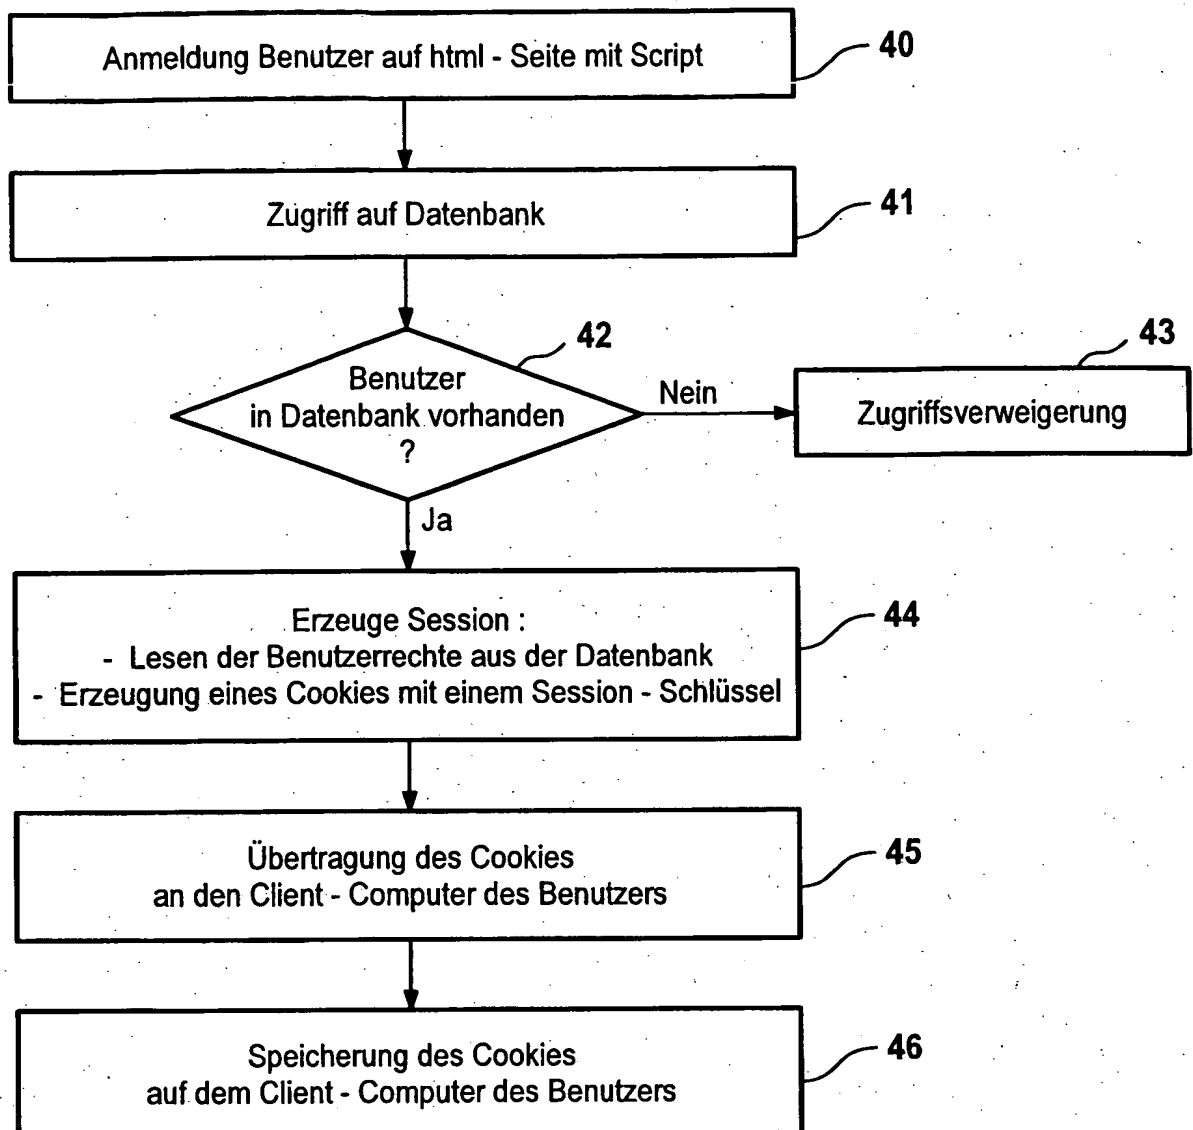 Anmeldung Benutzer auf html - Seite mit Script
40
Zugriff auf Datenbank
41
42
Benutzer
in Datenbank vorhanden
?
Nein
43
Zugriffsverweigerung
Ja
Erzeuge Session :
- Lesen der Benutzerrechte aus der Datenbank
- Erzeugung eines Cookies mit einem Session - Schlüssel
44
Übertragung des Cookies
an den Client - Computer des Benutzers
45
Speicherung des Cookies
auf dem Client - Computer des Benutzers
46